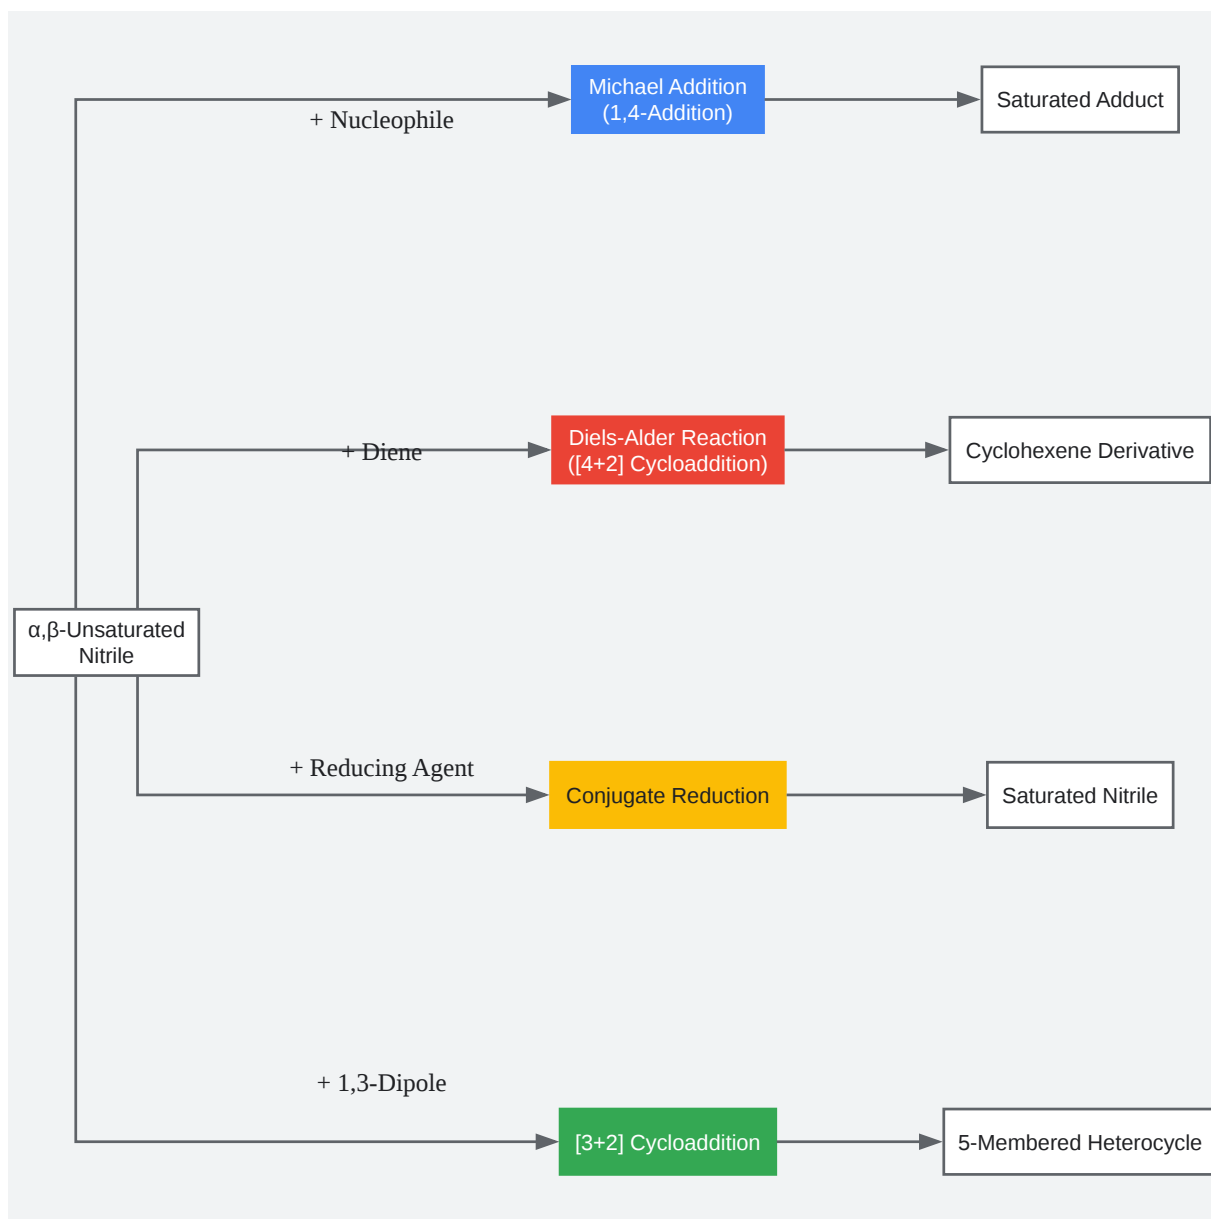 + Nucleophile
Michael Addition
(1,4-Addition)
Saturated Adduct
+ Diene
Diels-Alder Reaction
([4+2] Cycloaddition)
Cyclohexene Derivative
α,β-Unsaturated
Nitrile
+ Reducing Agent
Conjugate Reduction
Saturated Nitrile
+ 1,3-Dipole
[3+2] Cycloaddition
5-Membered Heterocycle